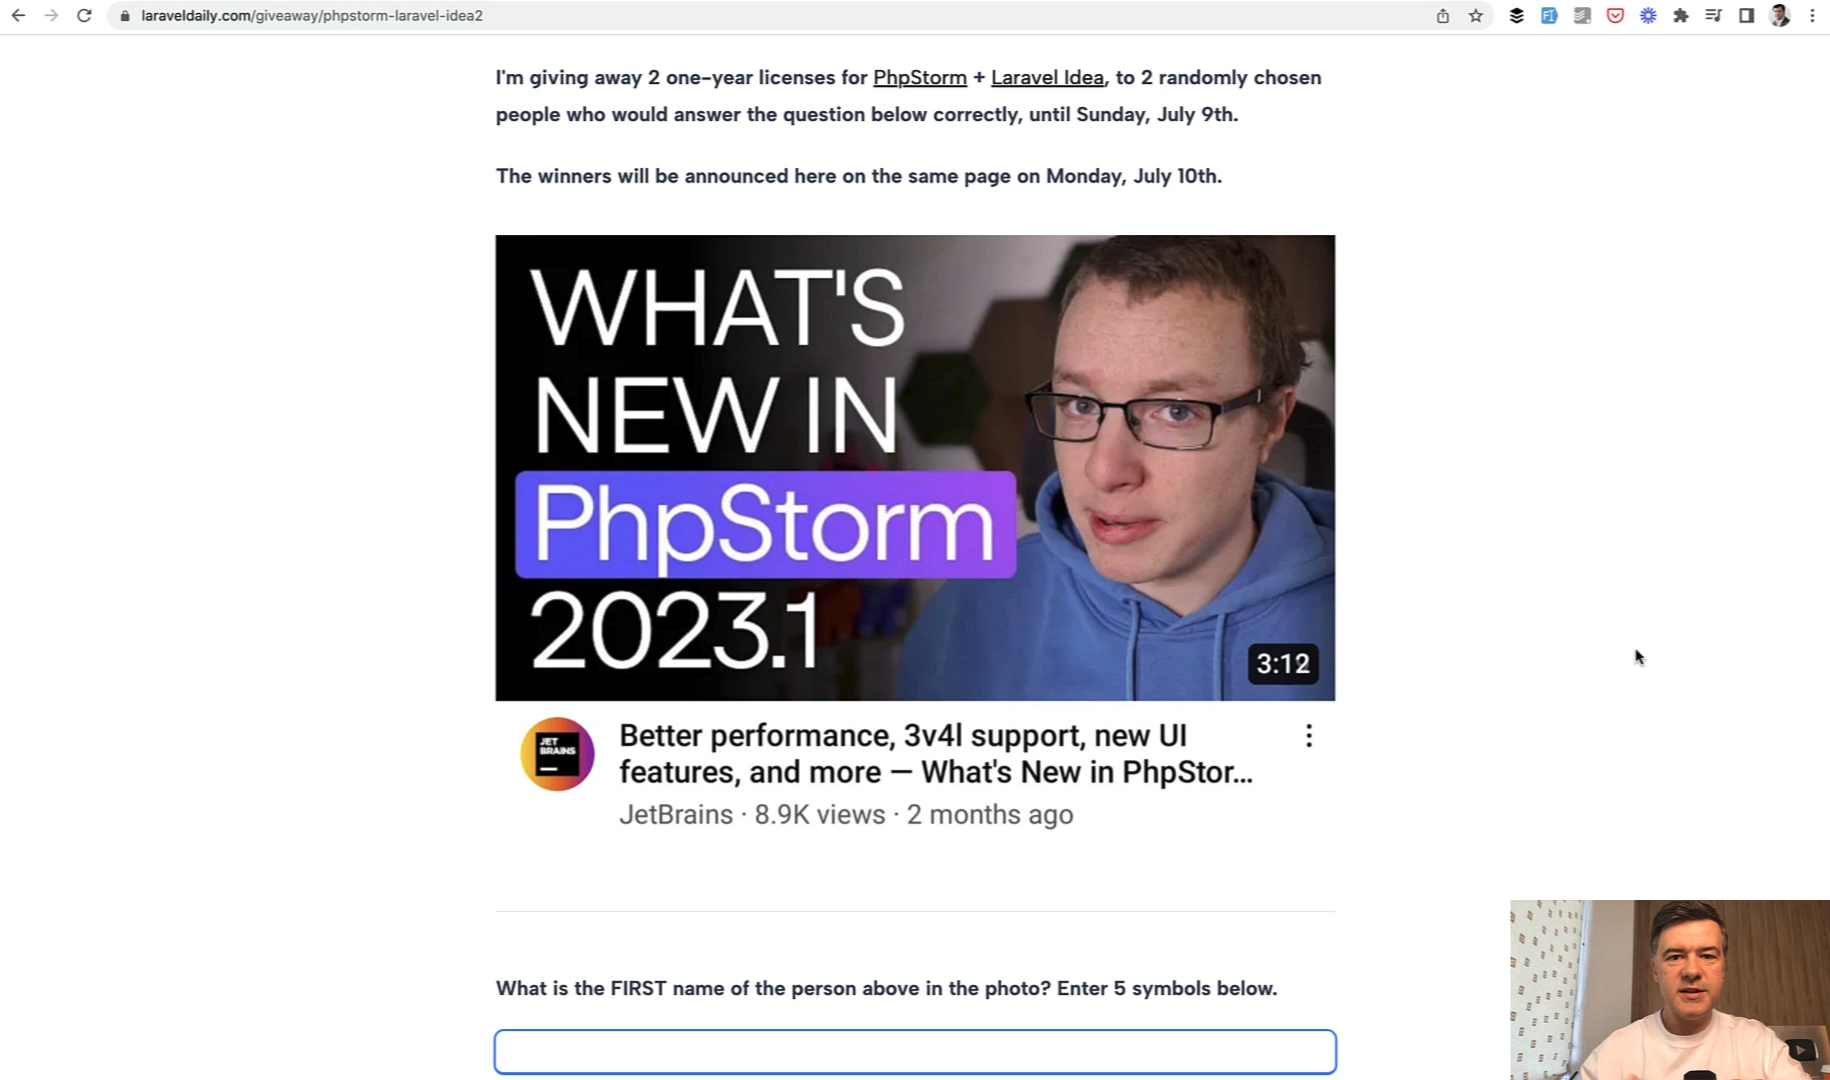 laraveldaily.com/giveaway/phpstorm-laravel-idea2
I'm giving away 2 one-year licenses for PhpStorm + Laravel Idea, to 2 randomly chosen
people who would answer the question below correctly, until Sunday, July 9th.
The winners will be announced here on the same page on Monday, July 10th.
WHAT'S
NEW IN
PhpStorm
2023.1
3:12
JET
BRAINS
Better performance, 3v4l support, new UI
features, and more — What's New in PhpStor...
JetBrains · 8.9K views · 2 months ago
What is the FIRST name of the person above in the photo? Enter 5 symbols below.